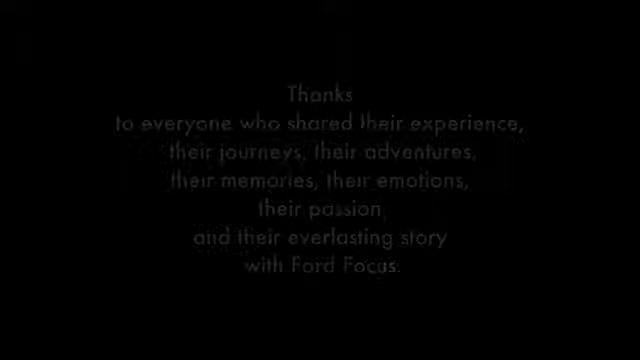 Thanks
to everyone who shared their experience,
their journeys, their adventures,
their memories, their emotions,
their passion
and their everlasting story
with Ford Focus.